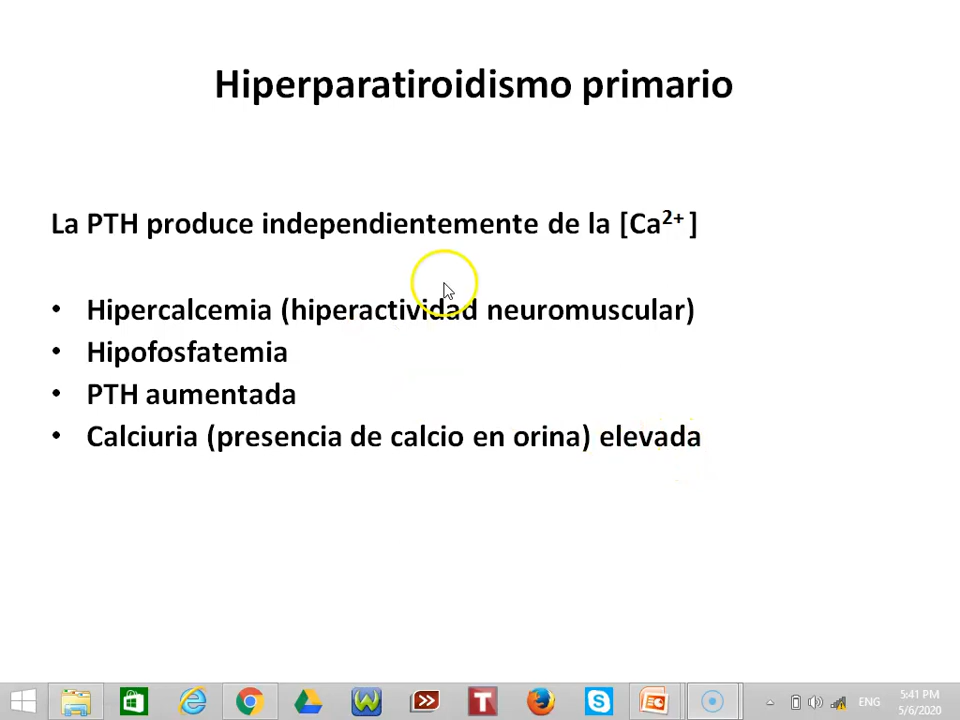 Hiperparatiroidismo primario
La PTH produce independientemente de la [Ca²⁺ ]
• Hipercalcemia (hiperactividad neuromuscular)
• Hipofosfatemia
• PTH aumentada
• Calciuria (presencia de calcio en orina) elevada
ENG
5:41 PM
5/6/2020